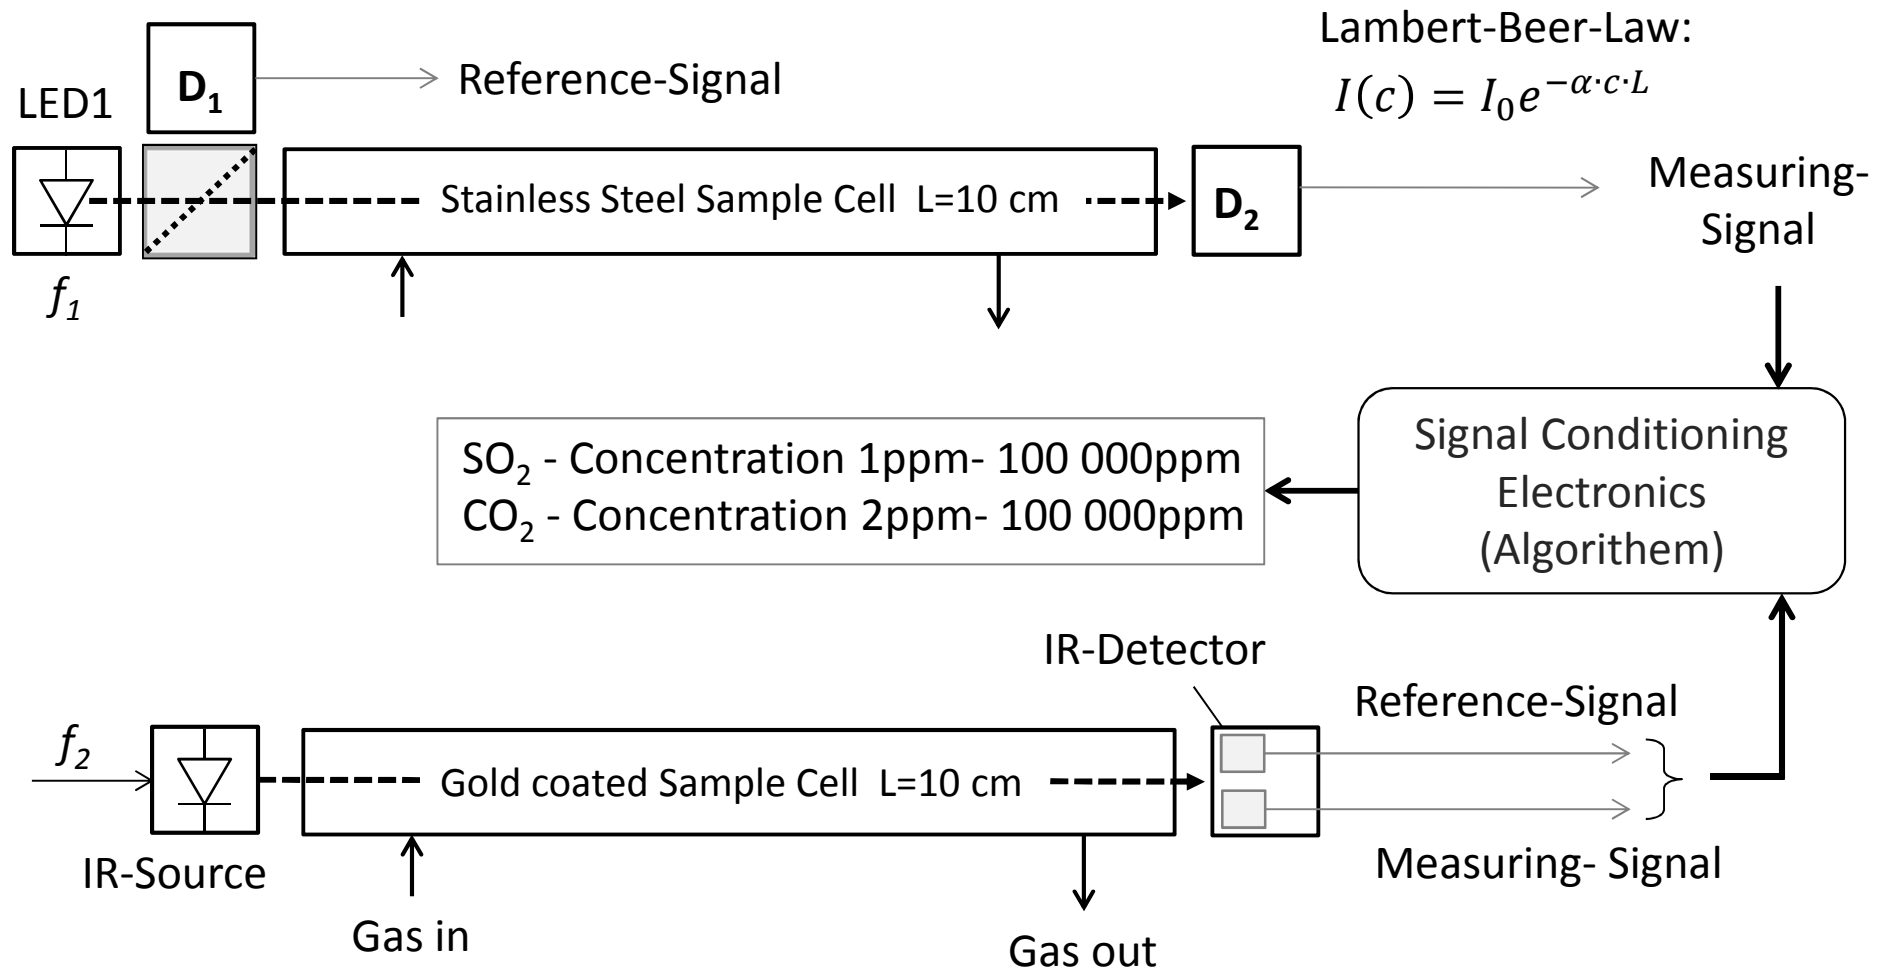 Lambert-Beer-Law:
I(c) = I₀e^{−α·c·L}
D₁
Reference-Signal
LED1
Stainless Steel Sample Cell L=10 cm
D₂
Measuring-
Signal
f₁
SO₂ - Concentration 1ppm- 100 000ppm
CO₂ - Concentration 2ppm- 100 000ppm
Signal Conditioning
Electronics
(Algorithem)
IR-Detector
Reference-Signal
f₂
Gold coated Sample Cell L=10 cm
Measuring- Signal
IR-Source
Gas in
Gas out